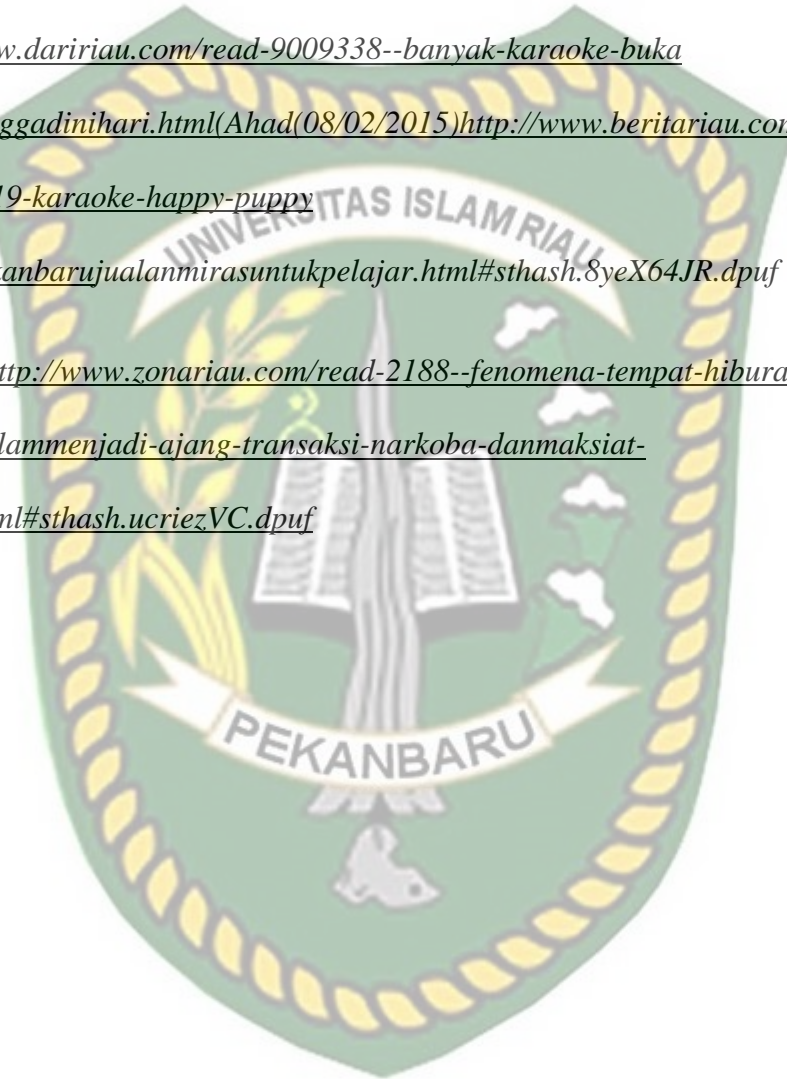 w.daririau.com/read-9009338--banyak-karaoke-buka
ggadinihari.html(Ahad(08/02/2015)http://www.beritariau.con
19-karaoke-happy-puppy
UNIVERSITAS ISLAM RIAU
kanbarujualanmirasuntukpelajar.html#sthash.8yeX64JR.dpuf
ttp://www.zonariau.com/read-2188--fenomena-tempat-hibura
lammenjadi-ajang-transaksi-narkoba-danmaksiat-
ml#sthash.ucriezVC.dpuf
PEKANBARU